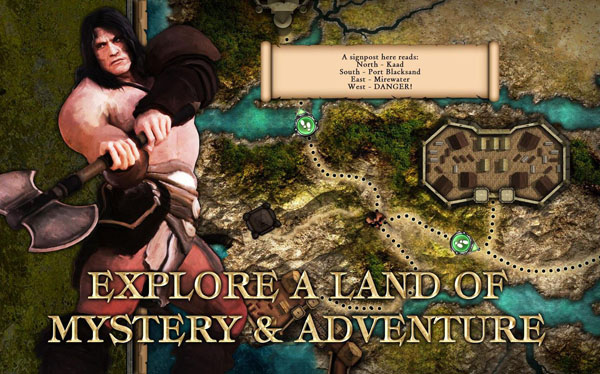 A signpost here reads:
North - Kaad
South - Port Blacksand
East - Mirewater
West - DANGER!
EXPLORE A LAND OF
MYSTERY & ADVENTURE